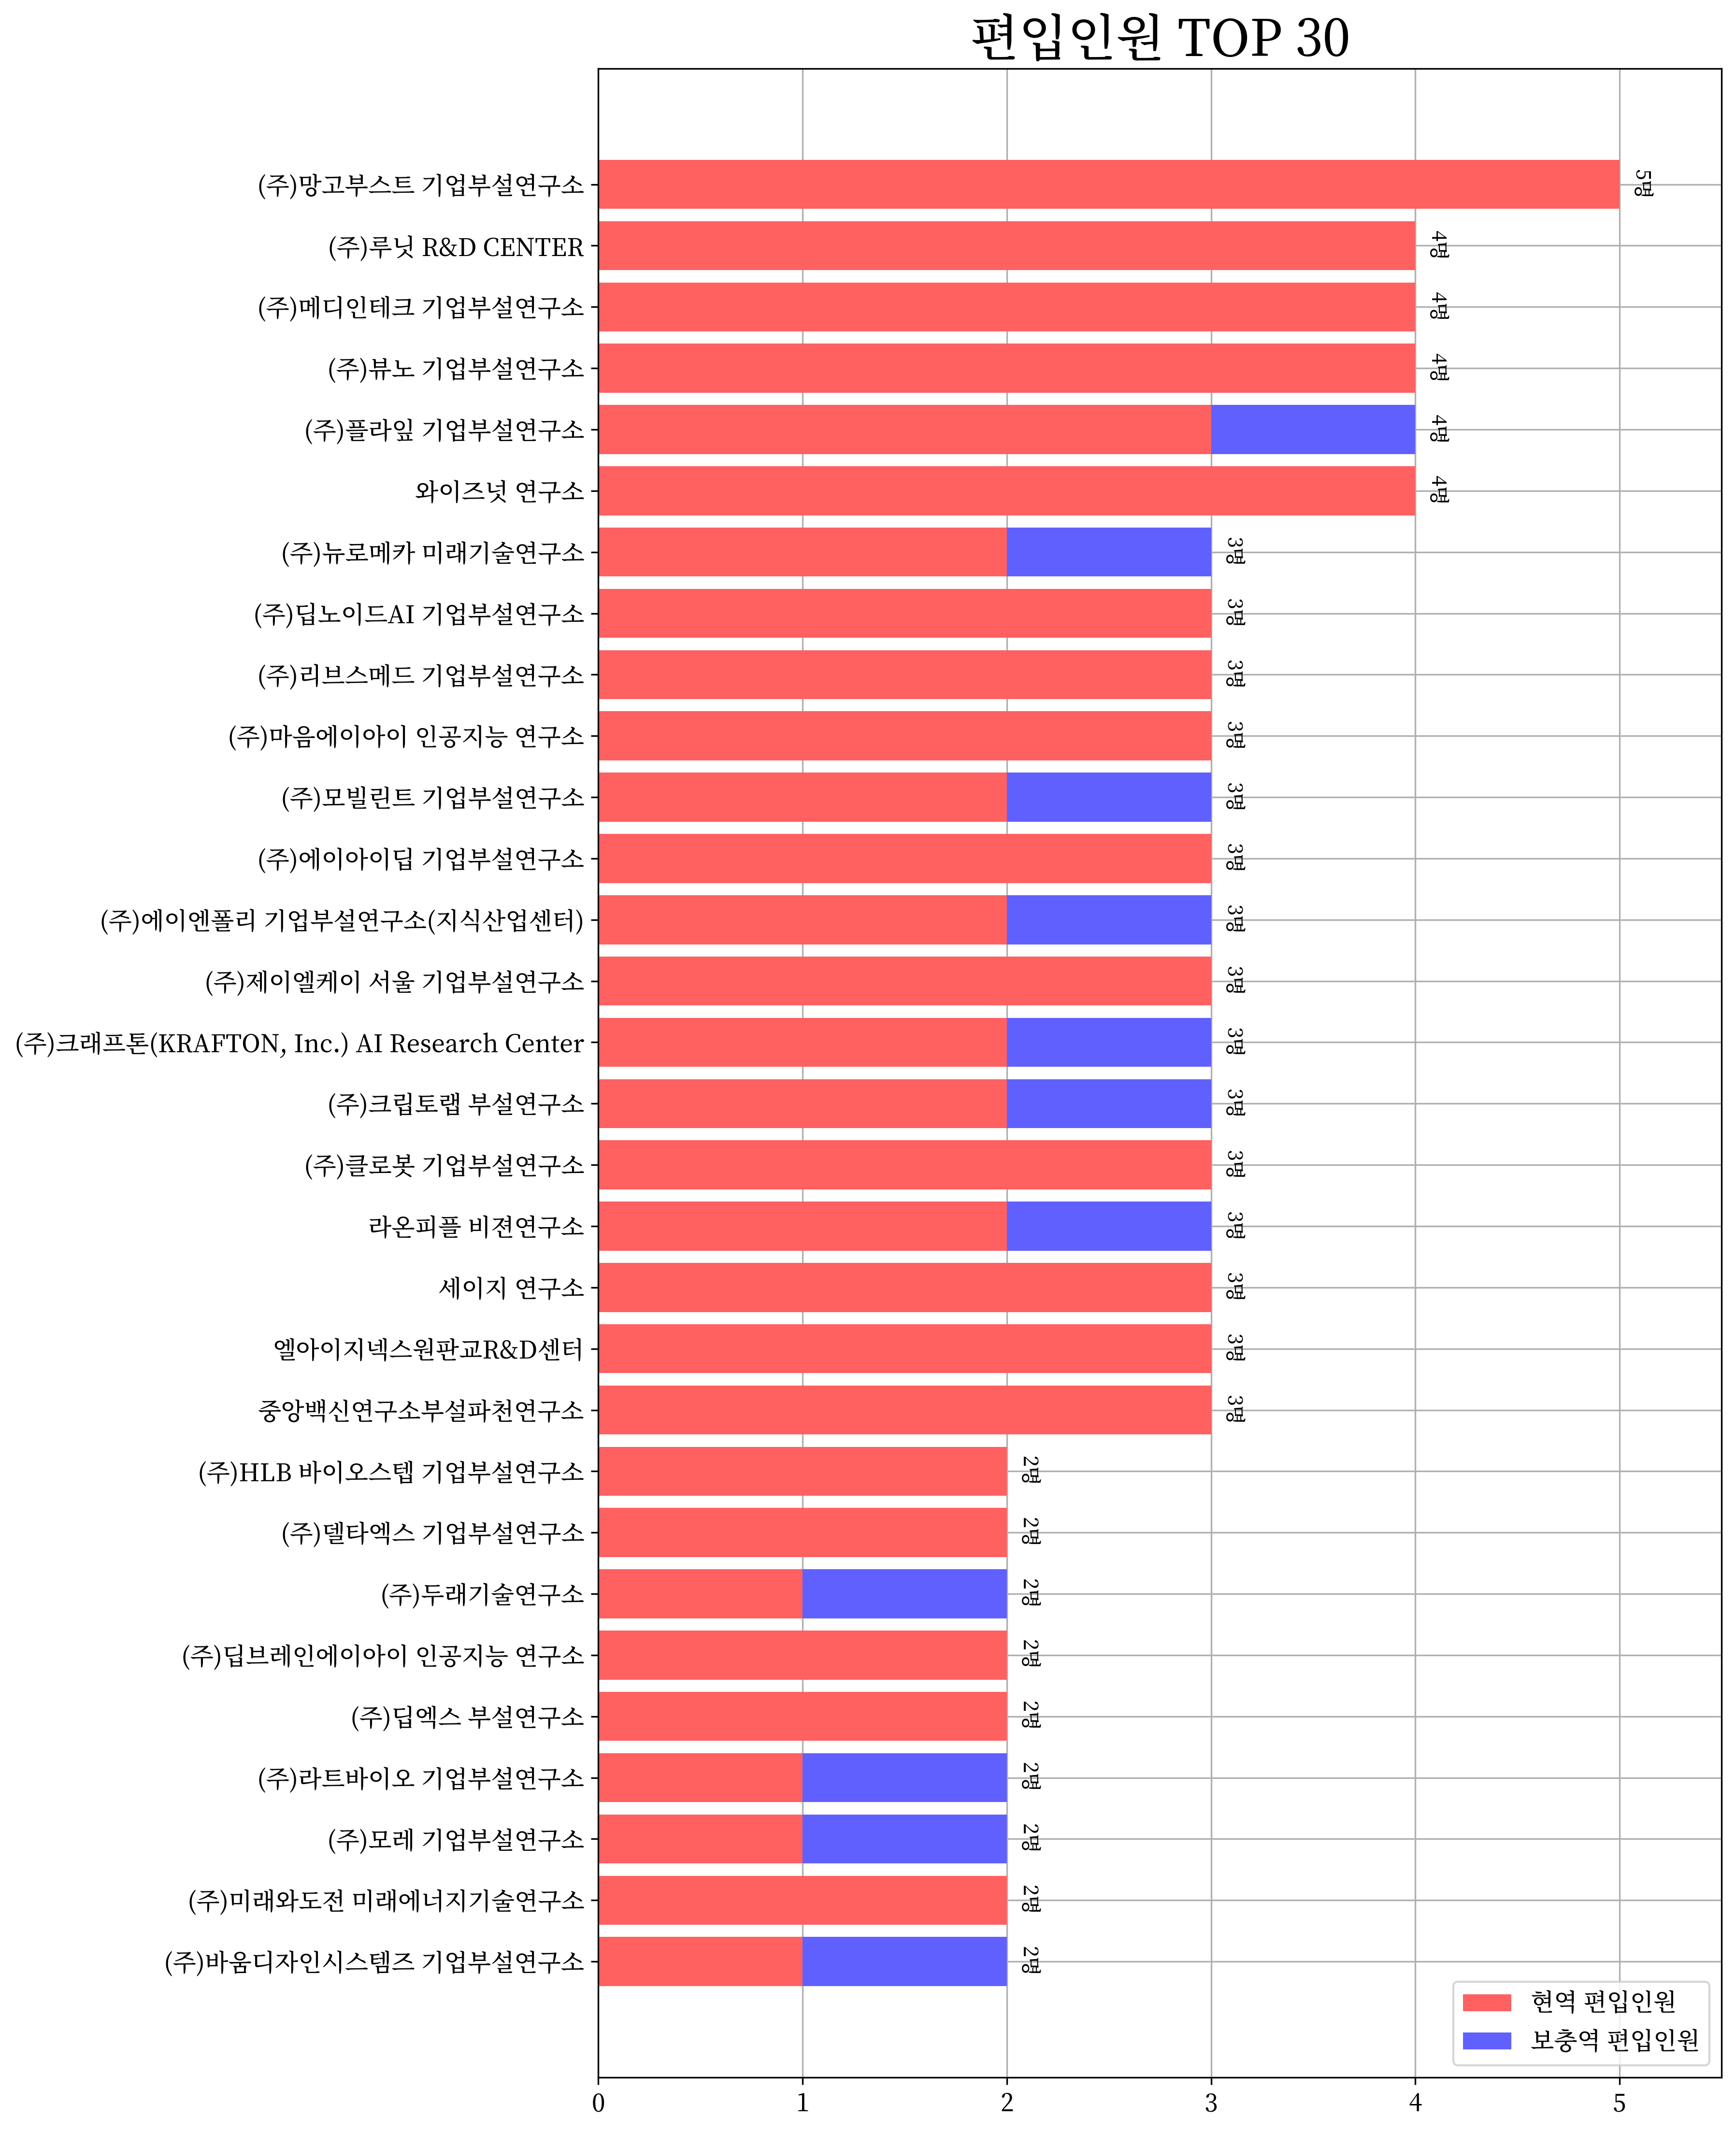 편입인원 TOP 30
(주)망고부스트 기업부설연구소 5명
(주)루닛 R&D CENTER 4명
(주)메디인테크 기업부설연구소 4명
(주)뷰노 기업부설연구소 4명
(주)플라잎 기업부설연구소 4명
와이즈넛 연구소 4명
(주)뉴로메카 미래기술연구소 3명
(주)딥노이드AI 기업부설연구소 3명
(주)리브스메드 기업부설연구소 3명
(주)마음에이아이 인공지능 연구소 3명
(주)모빌린트 기업부설연구소 3명
(주)에이아이딥 기업부설연구소 3명
(주)에이엔폴리 기업부설연구소(지식산업센터) 3명
(주)제이엘케이 서울 기업부설연구소 3명
(주)크래프톤(KRAFTON, Inc.) AI Research Center 3명
(주)크립토랩 부설연구소 3명
(주)클로봇 기업부설연구소 3명
라온피플 비젼연구소 3명
세이지 연구소 3명
엘아이지넥스원판교R&D센터 3명
중앙백신연구소부설파천연구소 3명
(주)HLB 바이오스텝 기업부설연구소 2명
(주)델타엑스 기업부설연구소 2명
(주)두래기술연구소 2명
(주)딥브레인에이아이 인공지능 연구소 2명
(주)딥엑스 부설연구소 2명
(주)라트바이오 기업부설연구소 2명
(주)모레 기업부설연구소 2명
(주)미래와도전 미래에너지기술연구소 2명
(주)바움디자인시스템즈 기업부설연구소 2명
현역 편입인원
보충역 편입인원
0 1 2 3 4 5